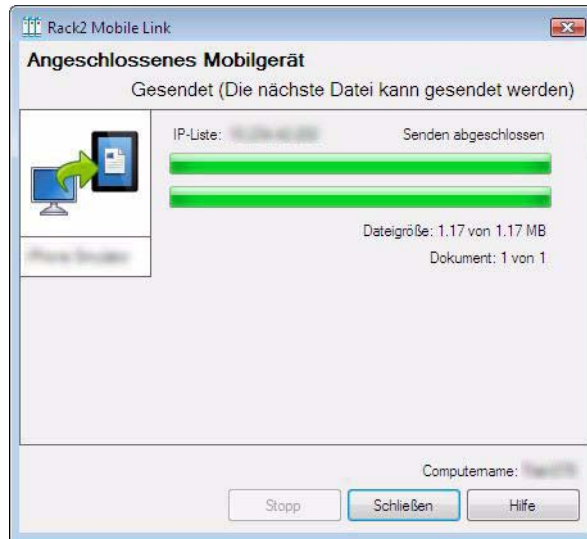 Rack2 Mobile Link
Angeschlossenes Mobilgerät
Gesendet (Die nächste Datei kann gesendet werden)
IP-Liste: Senden abgeschlossen
Dateigröße: 1.17 von 1.17 MB
Dokument: 1 von 1
Computername:
Stopp Schließen Hilfe